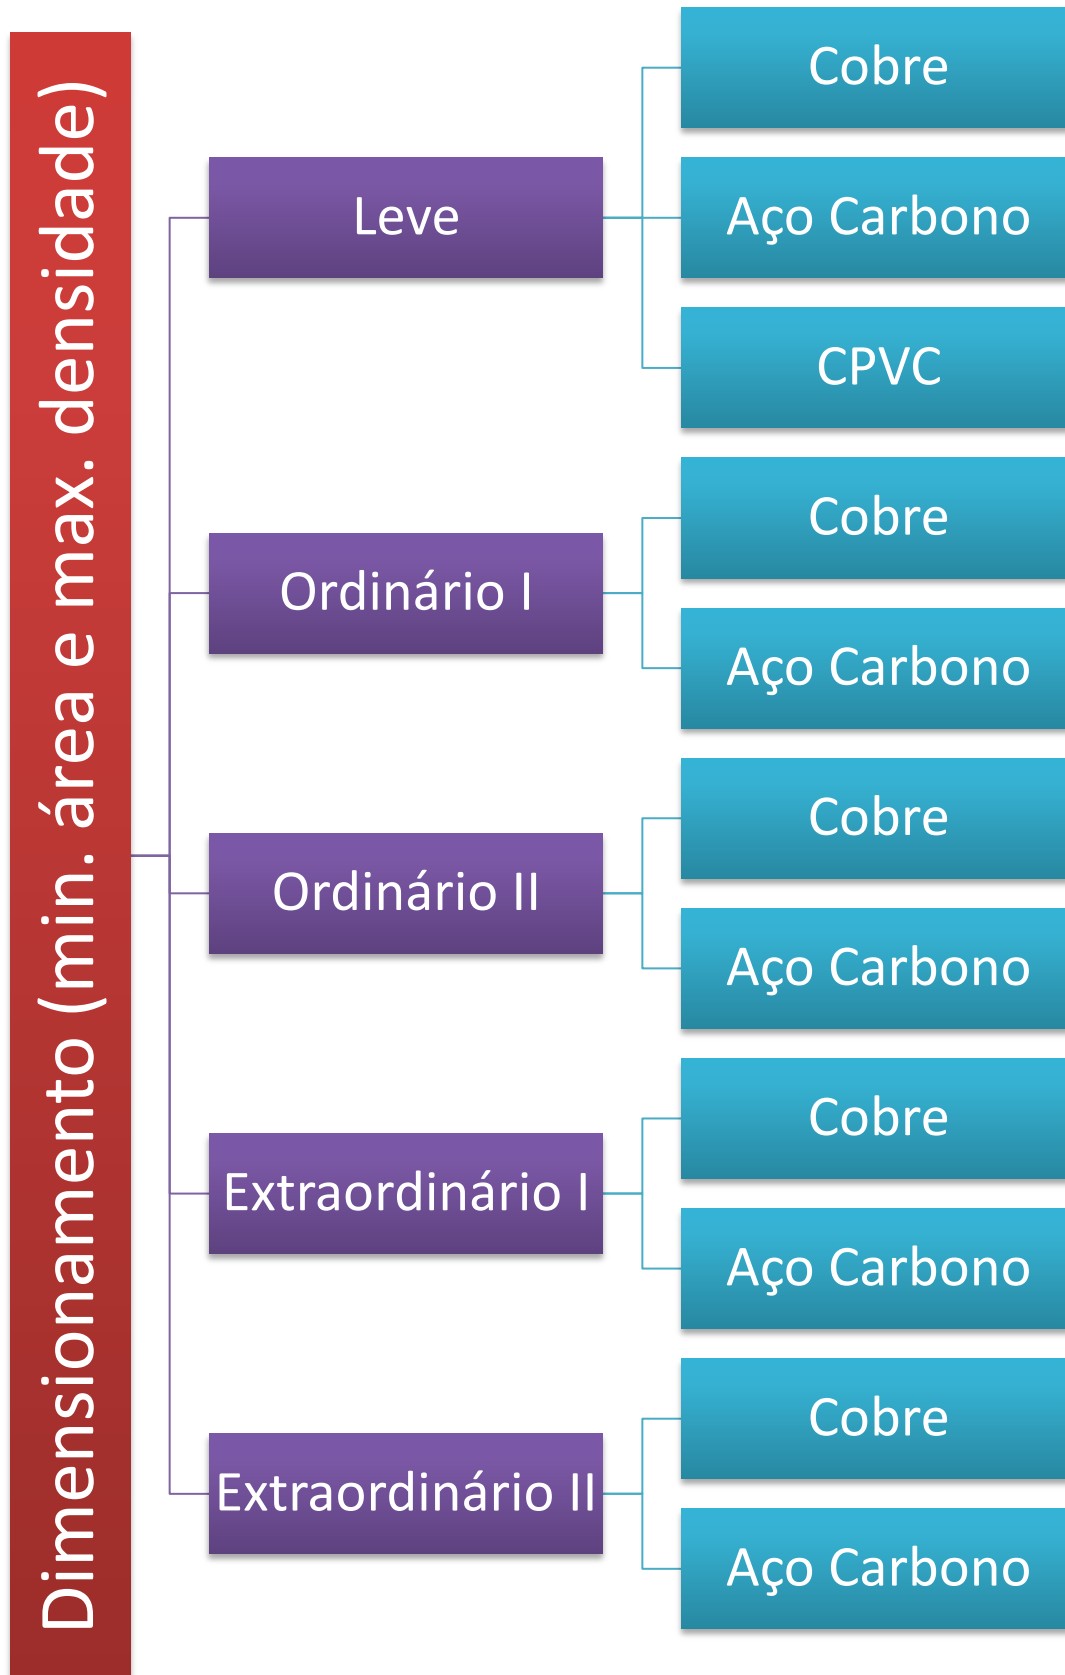 Dimensionamento (min. área e max. densidade)
Leve
Cobre
Aço Carbono
CPVC
Ordinário I
Cobre
Aço Carbono
Ordinário II
Cobre
Aço Carbono
Extraordinário I
Cobre
Aço Carbono
Extraordinário II
Cobre
Aço Carbono